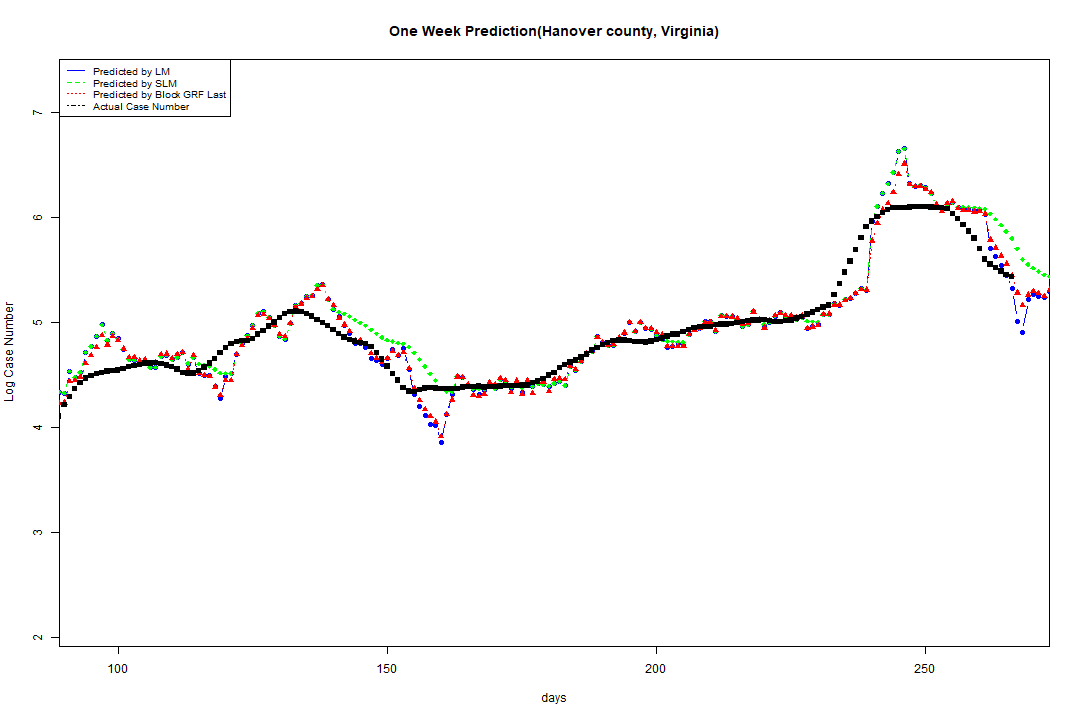 One Week Prediction(Hanover county, Virginia)
Predicted by LM
Predicted by SLM
Predicted by Block GRF Last
Actual Case Number
7
6
5
4
3
2
Log Case Number
100 150 200 250
days